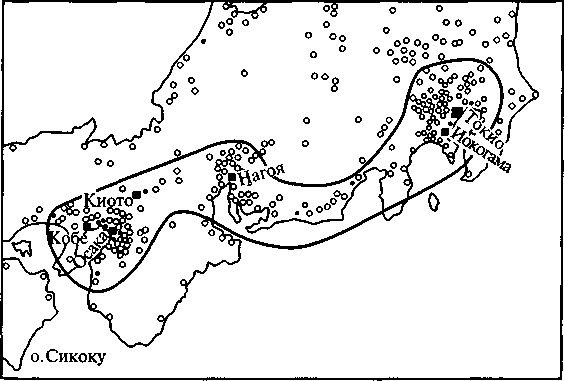 Токио
Иокогама
Нагоя
Киото
Кобе
Осака
о. Сикоку